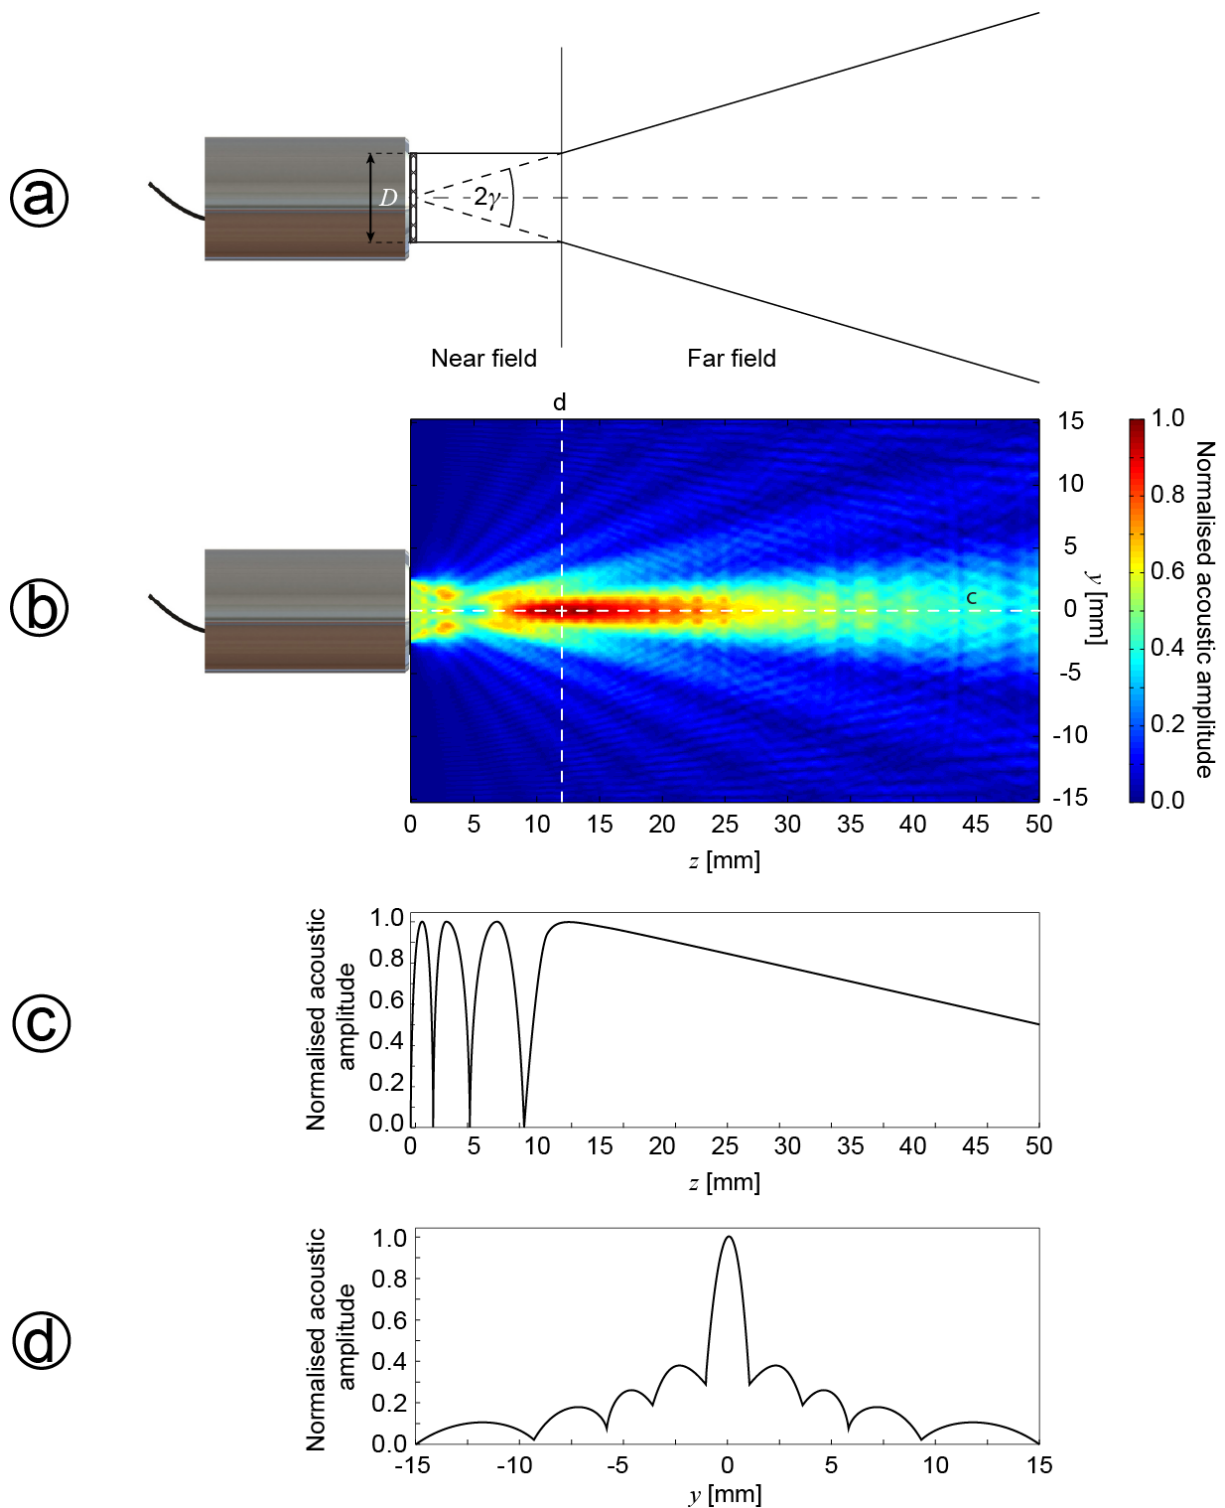 a
D
2γ
Near field
Far field
b
d
c
15
10
5
0
-5
-10
-15
y [mm]
1.0
0.8
0.6
0.4
0.2
0.0
Normalised acoustic amplitude
0 5 10 15 20 25 30 35 40 45 50
z [mm]
c
Normalised acoustic
amplitude
1.0
0.8
0.6
0.4
0.2
0.0
0 5 10 15 20 25 30 35 40 45 50
z [mm]
d
Normalised acoustic
amplitude
1.0
0.8
0.6
0.4
0.2
0.0
-15 -10 -5 0 5 10 15
y [mm]